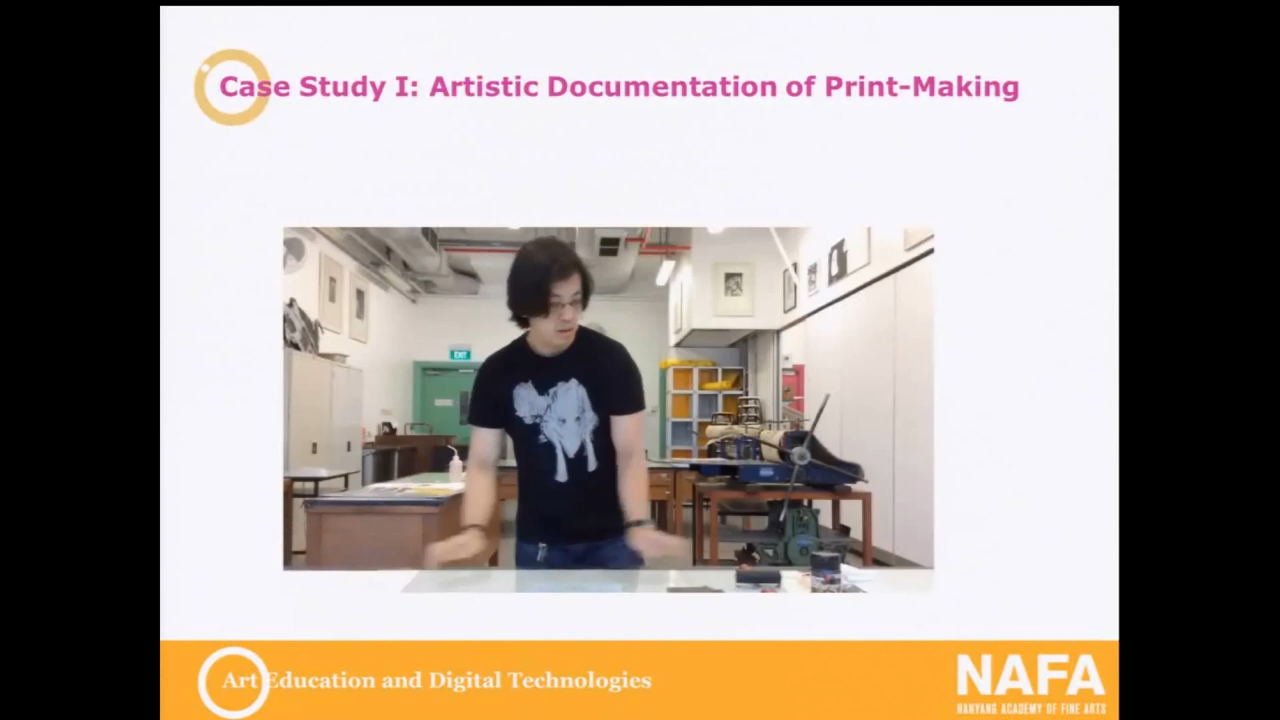 Case Study I: Artistic Documentation of Print-Making
EXIT
Art Education and Digital Technologies
NAFA
NANYANG ACADEMY OF FINE ARTS